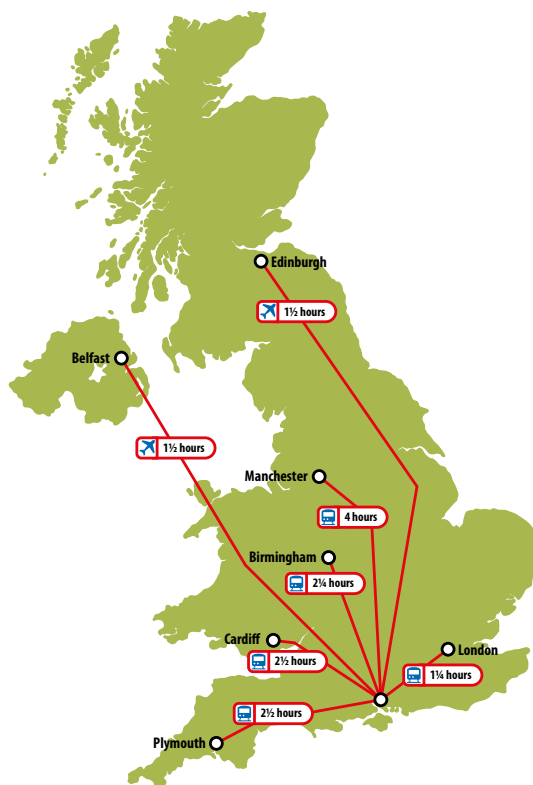 Edinburgh
1½ hours
Belfast
1½ hours
Manchester
4 hours
Birmingham
2¼ hours
Cardiff
London
2½ hours
1¼ hours
2½ hours
Plymouth